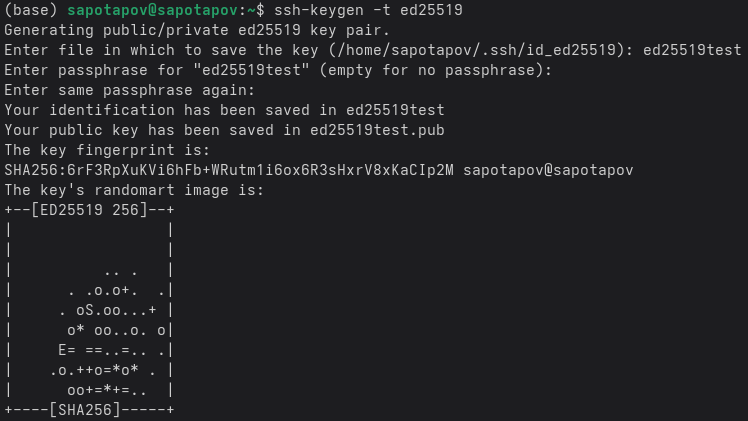 (base) sapotapov@sapotapov:~$ ssh-keygen -t ed25519
Generating public/private ed25519 key pair.
Enter file in which to save the key (/home/sapotapov/.ssh/id_ed25519): ed25519test
Enter passphrase for "ed25519test" (empty for no passphrase):
Enter same passphrase again:
Your identification has been saved in ed25519test
Your public key has been saved in ed25519test.pub
The key fingerprint is:
SHA256:6rF3RpXuKVi6hFb+WRutm1i6ox6R3sHxrV8xKaCIp2M sapotapov@sapotapov
The key's randomart image is:
+--[ED25519 256]--+
|                 |
|                 |
|          .. .   |
|      . .o.o+.  .|
|     . oS.oo...+ |
|      o* oo..o. o|
|     E= ==..=.. .|
|    .o.++o=*o* . |
|      oo+=*+=..  |
+----[SHA256]-----+